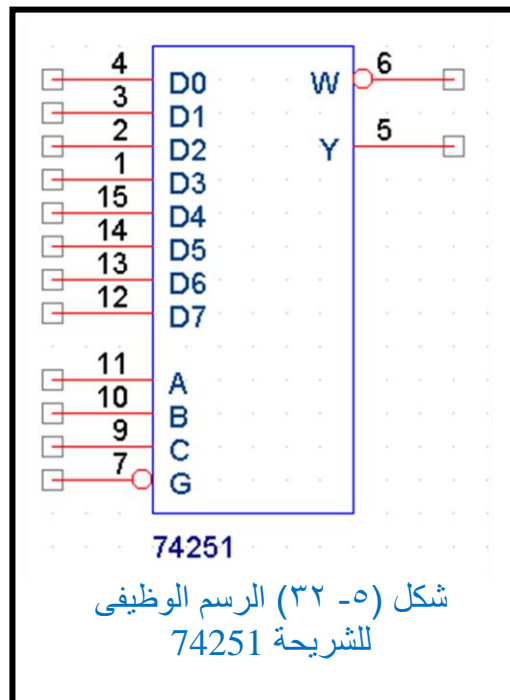 4 D0 W 6
3 D1
2 D2 Y 5
1 D3
15 D4
14 D5
13 D6
12 D7
11 A
10 B
9 C
7 G
74251
شكل (٥- ٣٢) الرسم الوظيفى
للشريحة 74251